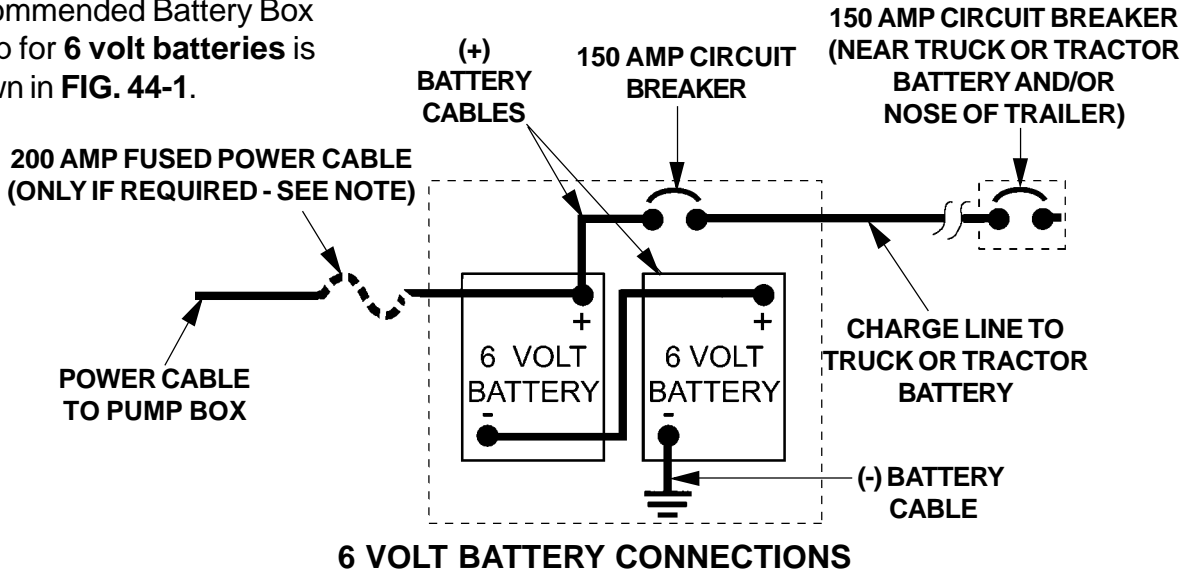 for 6 volt batteries is
in FIG. 44-1.
Battery Box
(+)
BATTERY
CABLES
150 AMP CIRCUIT
BREAKER
150 AMP CIRCUIT BREAKER
(NEAR TRUCK OR TRACTOR
BATTERY AND/OR
NOSE OF TRAILER)
200 AMP FUSED POWER CABLE
(ONLY IF REQUIRED - SEE NOTE)
+
+
6 VOLT
BATTERY
-
6 VOLT
BATTERY
-
POWER CABLE
TO PUMP BOX
CHARGE LINE TO
TRUCK OR TRACTOR
BATTERY
(-) BATTERY
CABLE
6 VOLT BATTERY CONNECTIONS